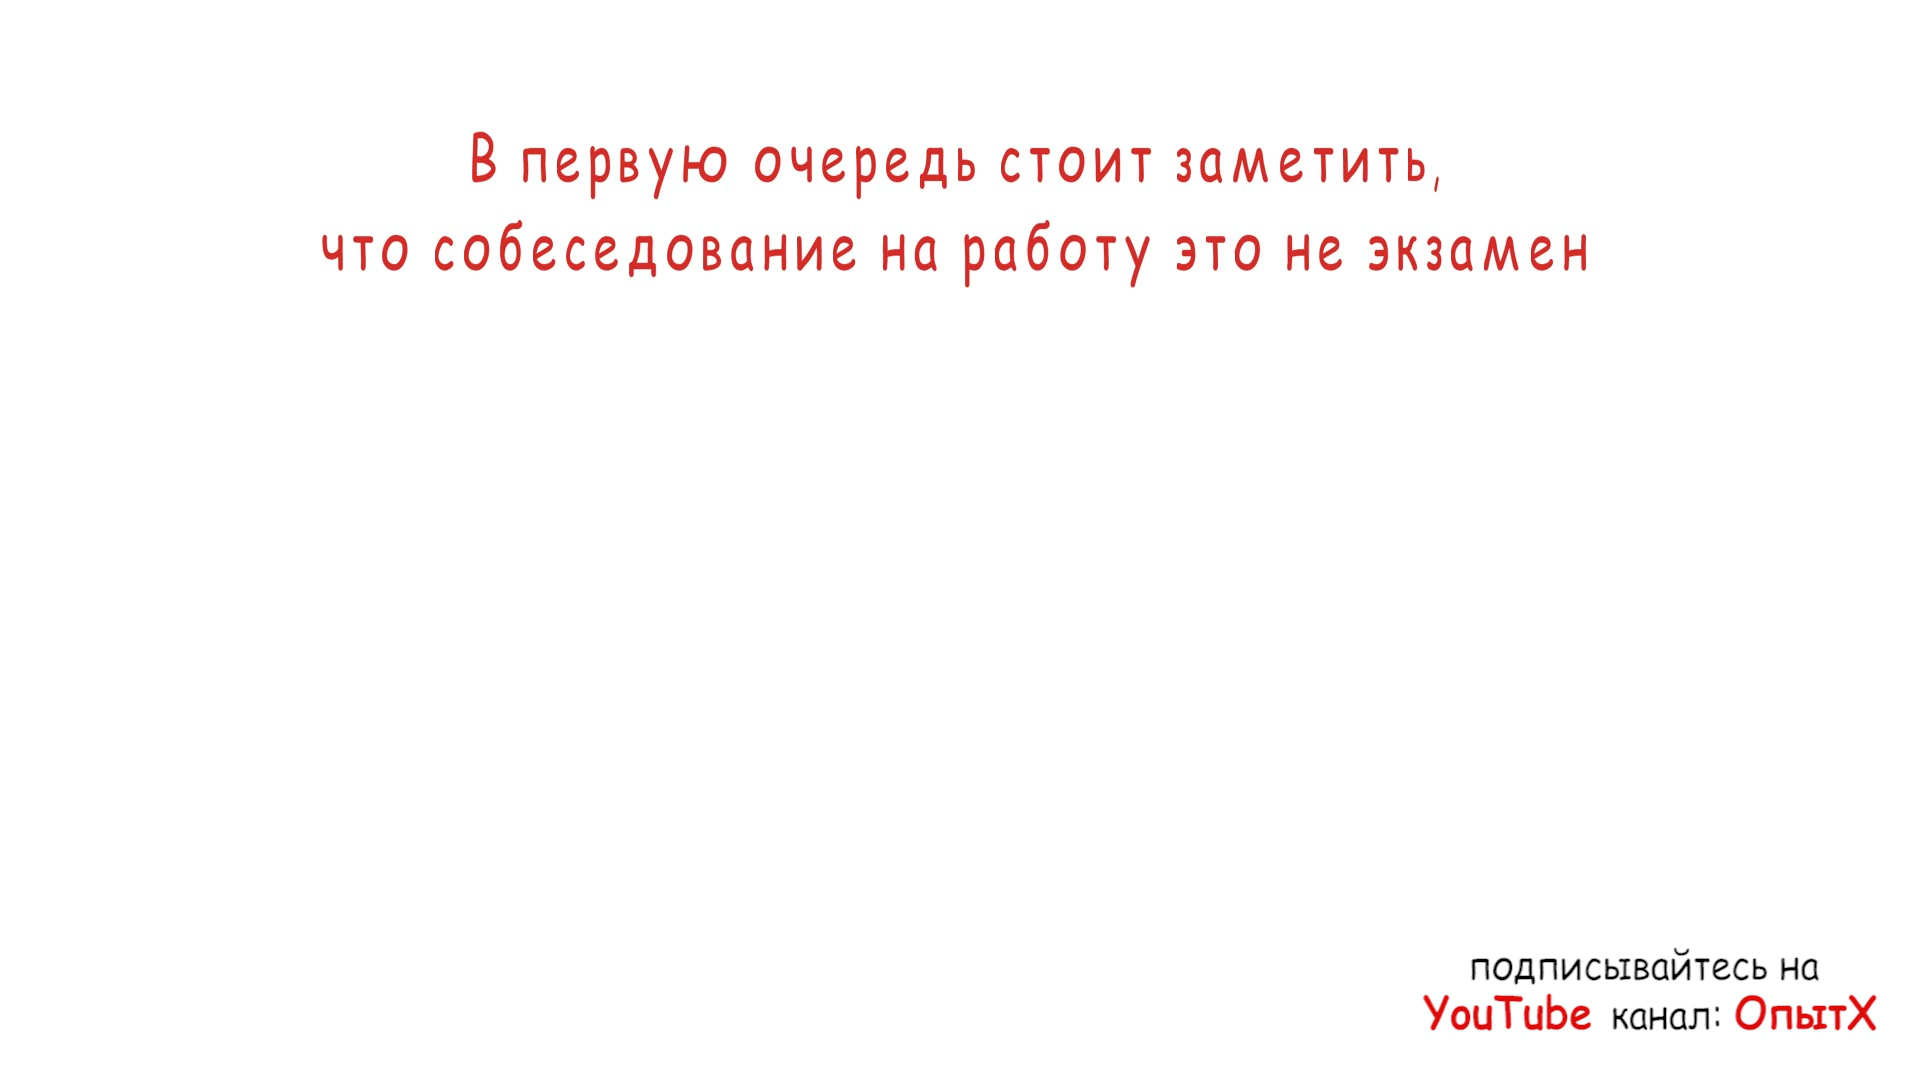 В первую очередь стоит заметить,
что собеседование на работу это не экзамен
подписывайтесь на
YouTube канал: ОпытХ